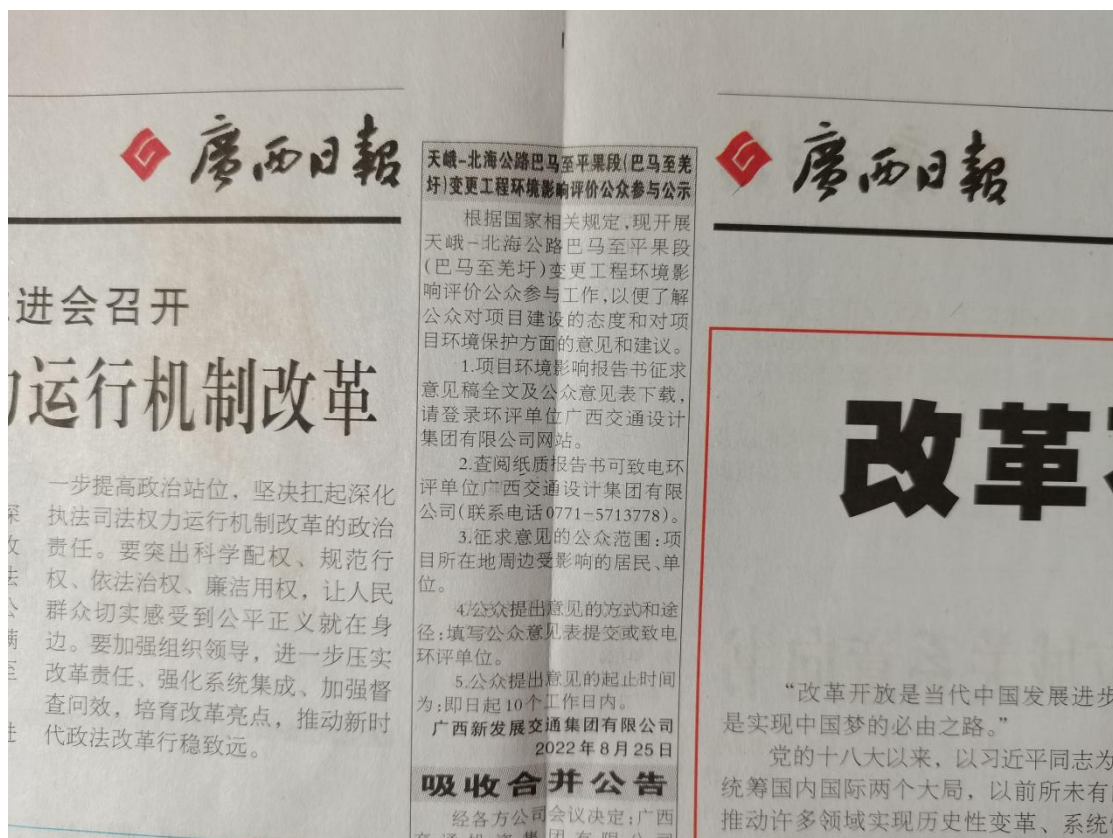 廣西日報
进会召开
运行机制改革
一步提高政治站位，坚决扛起深化
执法司法权力运行机制改革的政治
责任。要突出科学配权、规范行
权、依法治权、廉洁用权，让人民
群众切实感受到公平正义就在身
边。要加强组织领导，进一步压实
改革责任、强化系统集成、加强督
查问效，培育改革亮点，推动新时
代政法改革行稳致远。
天峨-北海公路巴马至平果段(巴马至羌
圩)变更工程环境影响评价公众参与公示
根据国家相关规定,现开展
天峨-北海公路巴马至平果段
(巴马至羌圩)变更工程环境影
响评价公众参与工作,以便了解
公众对项目建设的态度和对项
目环境保护方面的意见和建议。
1.项目环境影响报告书征求
意见稿全文及公众意见表下载,
请登录环评单位广西交通设计
集团有限公司网站。
2.查阅纸质报告书可致电环
评单位广西交通设计集团有限
公司(联系电话0771-5713778)。
3.征求意见的公众范围:项
目所在地周边受影响的居民、单
位。
4.公众提出意见的方式和途
径:填写公众意见表提交或致电
环评单位。
5.公众提出意见的起止时间
为:即日起10个工作日内。
广西新发展交通集团有限公司
2022年8月25日
吸收合并公告
经各方公司会议决定:广西
廣西日報
改革
“改革开放是当代中国发展进步
是实现中国梦的必由之路。”
党的十八大以来，以习近平同志为
统筹国内国际两个大局，以前所未有
推动许多领域实现历史性变革、系统